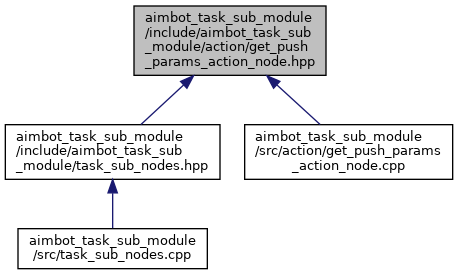 aimbot_task_sub_module
/include/aimbot_task_sub
_module/action/get_push
_params_action_node.hpp
aimbot_task_sub_module
/include/aimbot_task_sub
_module/task_sub_nodes.hpp
aimbot_task_sub_module
/src/action/get_push_params
_action_node.cpp
aimbot_task_sub_module
/src/task_sub_nodes.cpp